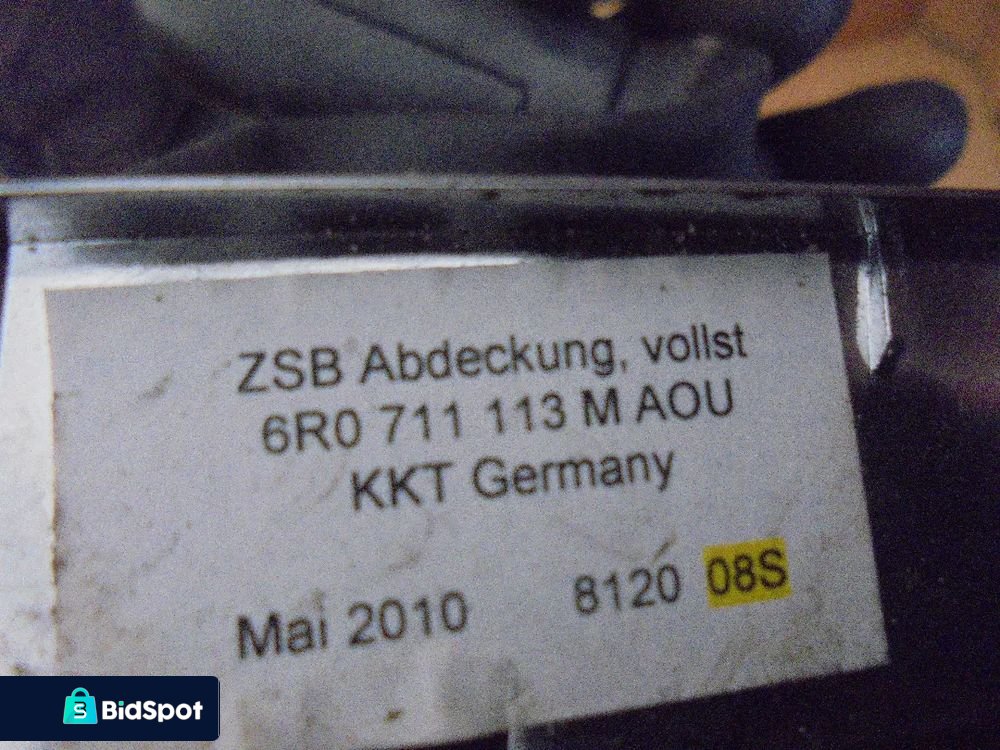 ZSB Abdeckung, vollst
6R0 711 113 M AOU
KKT Germany
Mai 2010 8120 08S
BidSpot